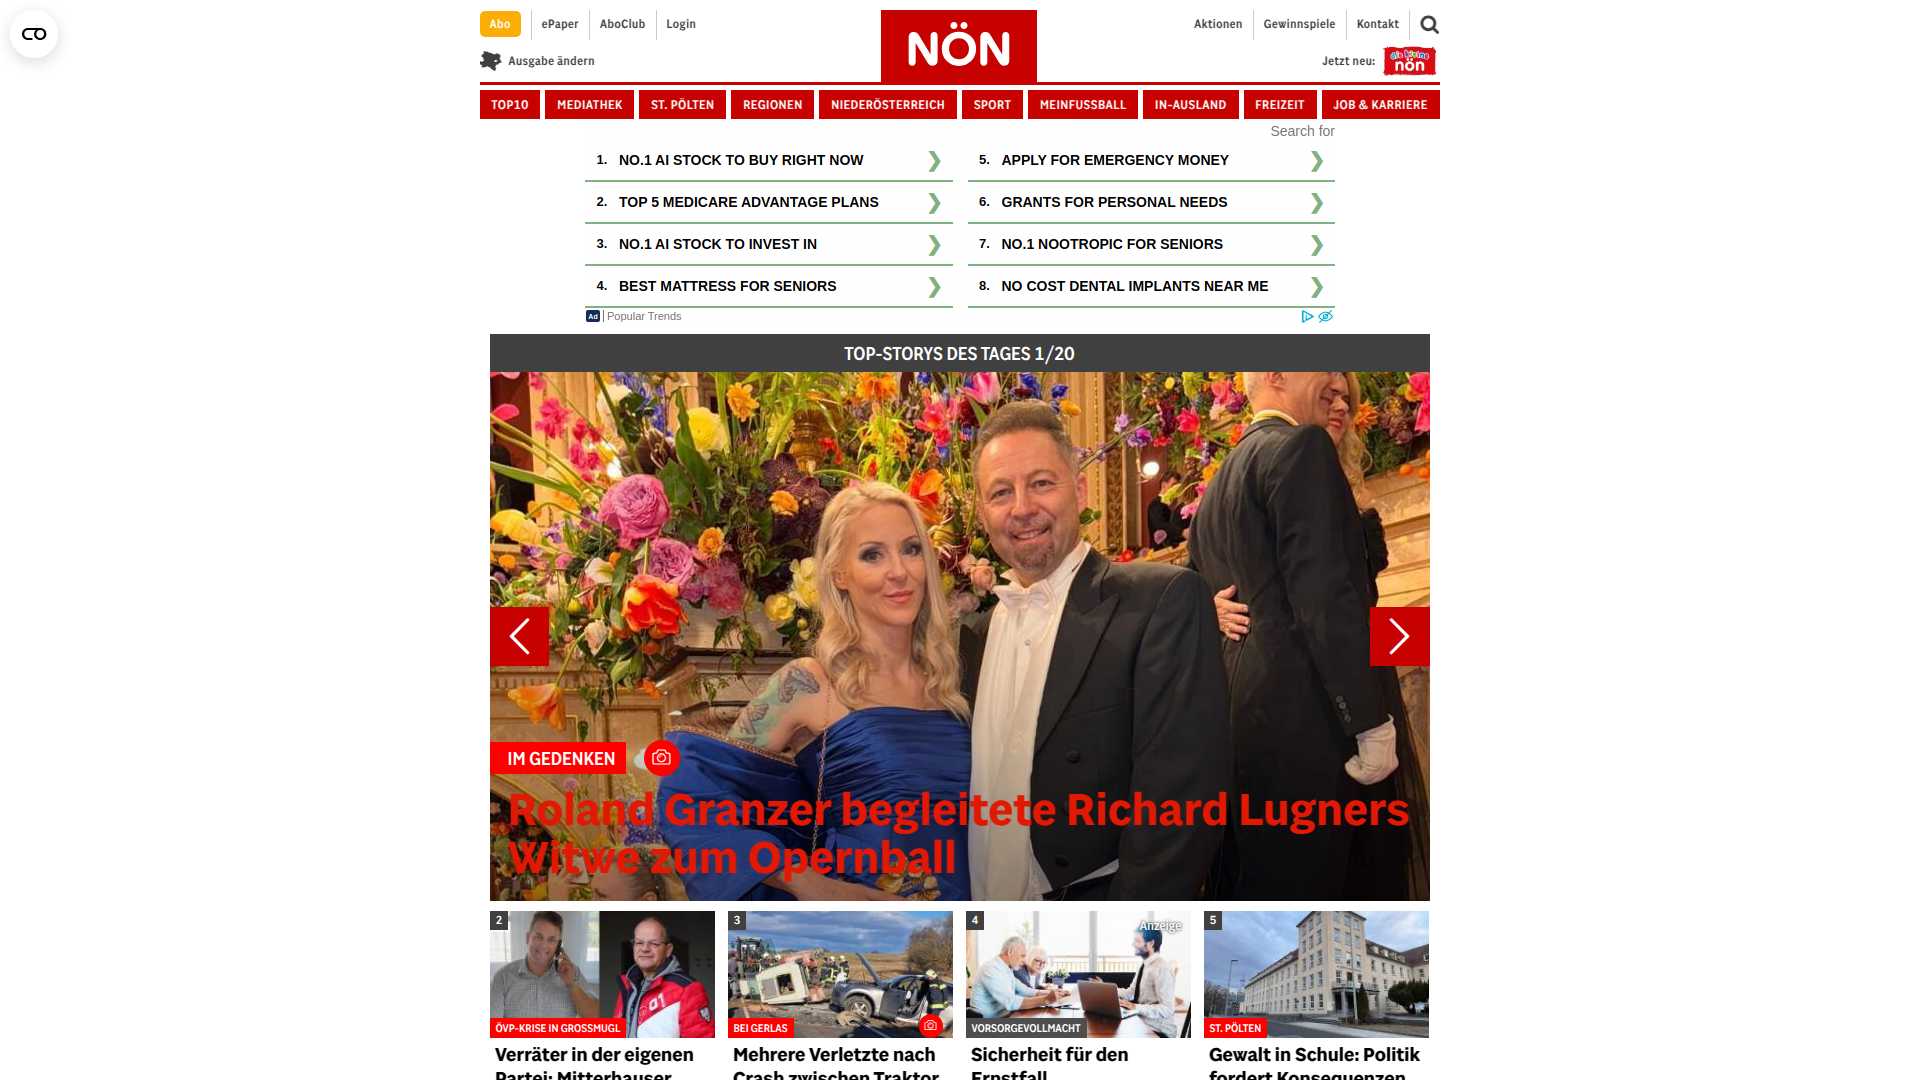 Abo
ePaper
AboClub
Login
NÖN
Aktionen
Gewinnspiele
Kontakt
Ausgabe ändern
Jetzt neu:
die kleine
nön
TOP10
MEDIATHEK
ST. PÖLTEN
REGIONEN
NIEDERÖSTERREICH
SPORT
MEINFUSSBALL
IN-AUSLAND
FREIZEIT
JOB & KARRIERE
Search for
1. NO.1 AI STOCK TO BUY RIGHT NOW
2. TOP 5 MEDICARE ADVANTAGE PLANS
3. NO.1 AI STOCK TO INVEST IN
4. BEST MATTRESS FOR SENIORS
5. APPLY FOR EMERGENCY MONEY
6. GRANTS FOR PERSONAL NEEDS
7. NO.1 NOOTROPIC FOR SENIORS
8. NO COST DENTAL IMPLANTS NEAR ME
Ad | Popular Trends
TOP-STORYS DES TAGES 1/20
IM GEDENKEN
Roland Granzer begleitete Richard Lugners
Witwe zum Opernball
2
ÖVP-KRISE IN GROSSMUGL
Verräter in der eigenen
Partei: Mitterhauser
3
BEI GERLAS
Mehrere Verletzte nach
Crash zwischen Traktor
4
Anzeige
VORSORGEVOLLMACHT
Sicherheit für den
Ernstfall
5
ST. PÖLTEN
Gewalt in Schule: Politik
fordert Konsequenzen